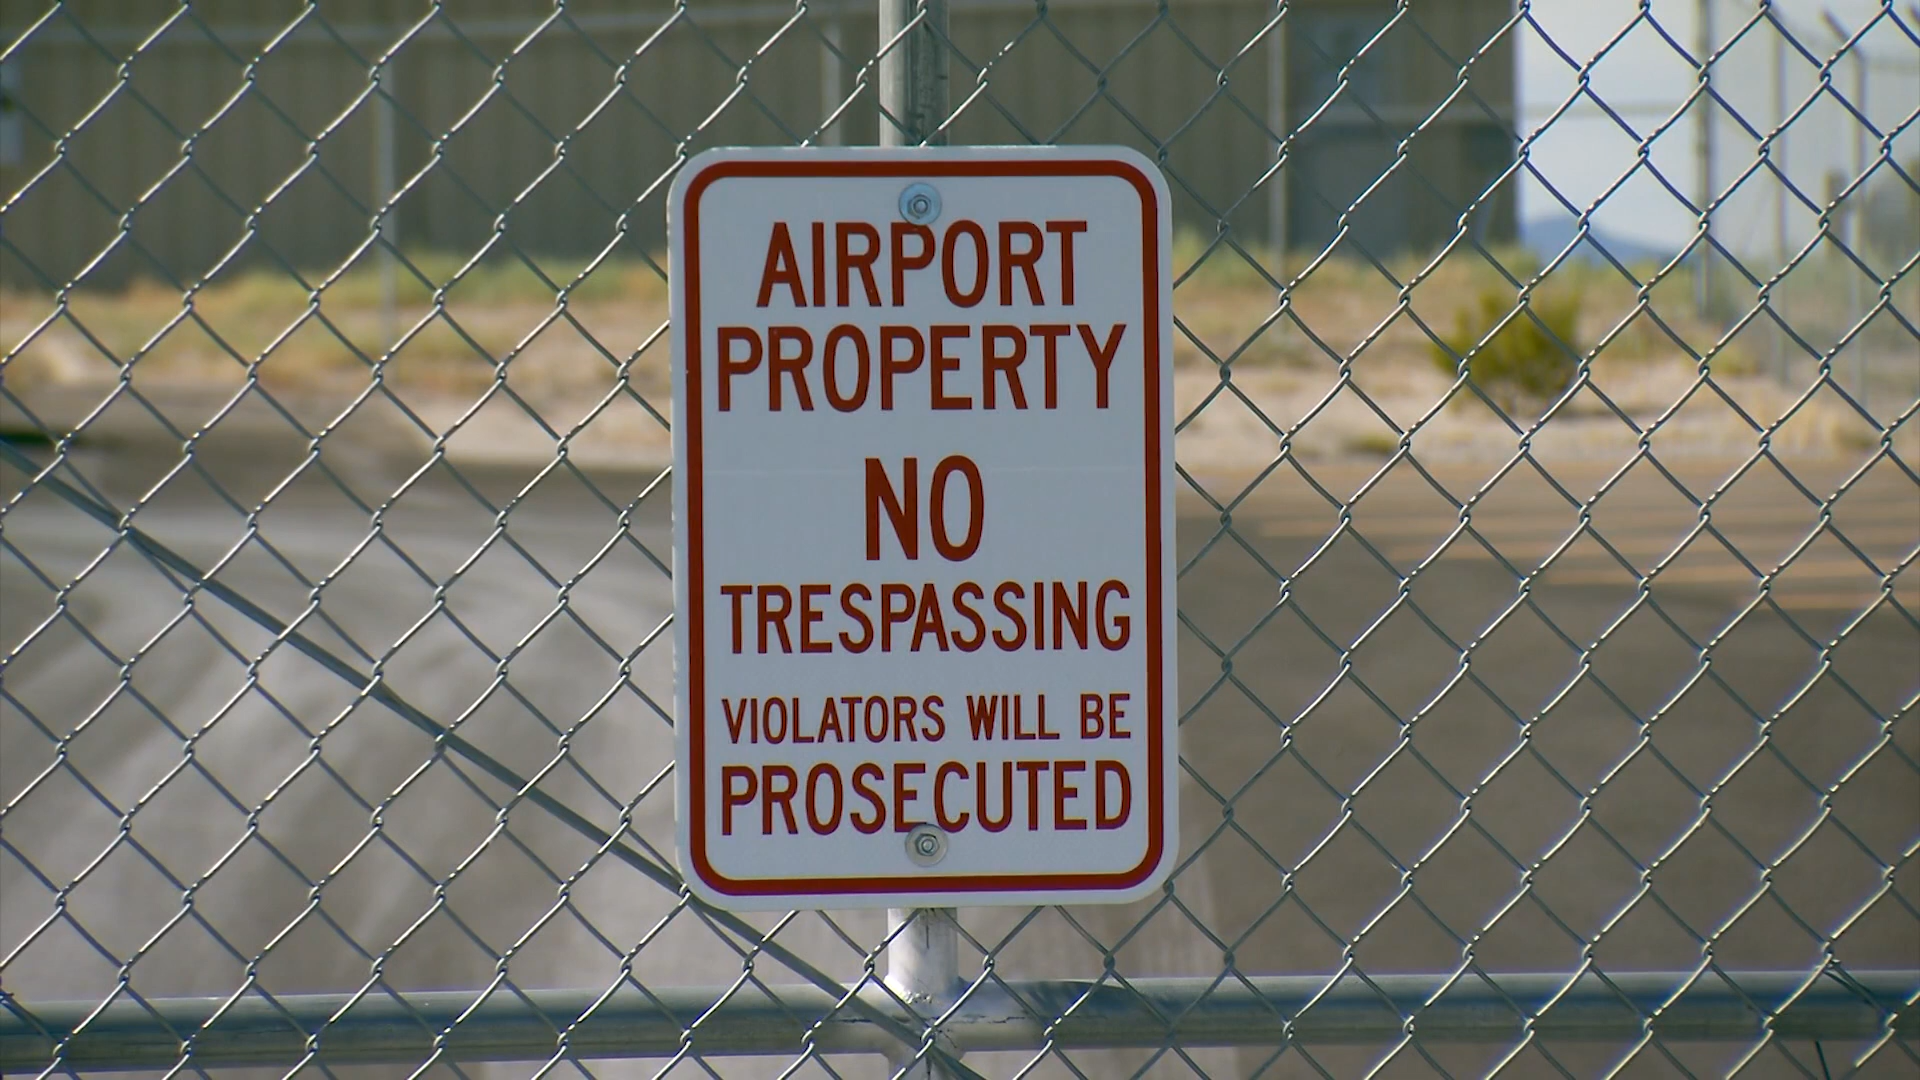 AIRPORT
PROPERTY
NO
TRESPASSING
VIOLATORS WILL BE
PROSECUTED